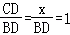 CD/BD = x/BD = 1